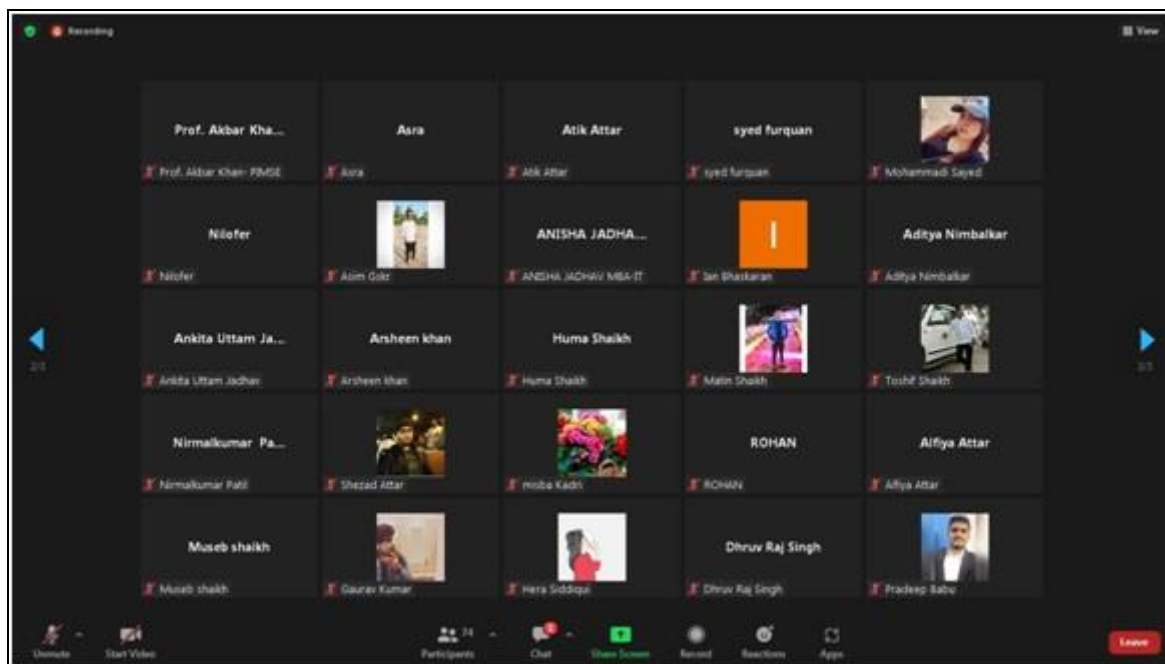 Recording
View
Prof. Akbar Kha... Asra Atik Attar syed furquan
Prof. Akbar Khan- PIMSE Asra Atik Attar syed furquan Mohammadi Sayed
Nilofer ANISHA JADHA... I Aditya Nimbalkar
Nilofer Asim ANISHA JADHAV MBA-IT Ian Bhaskaran Aditya Nimbalkar
Ankita Uttam Ja... Arsheen khan Huma Shaikh
2/3 2/3
Ankita Uttam Jadhav Arsheen khan Huma Shaikh Matin Shaikh Toshif Shaikh
Nirmalkumar Pa... ROHAN Alfiya Attar
Nirmalkumar Patil Shezad Attar misba Kadri ROHAN Alfiya Attar
Museb shaikh Dhruv Raj Singh
Museb shaikh Gaurav Kumar Hera Siddiqui Dhruv Raj Singh Pradeep Babu
74
Unmute Start Video Participants Chat Share Screen Record Reactions Apps Leave